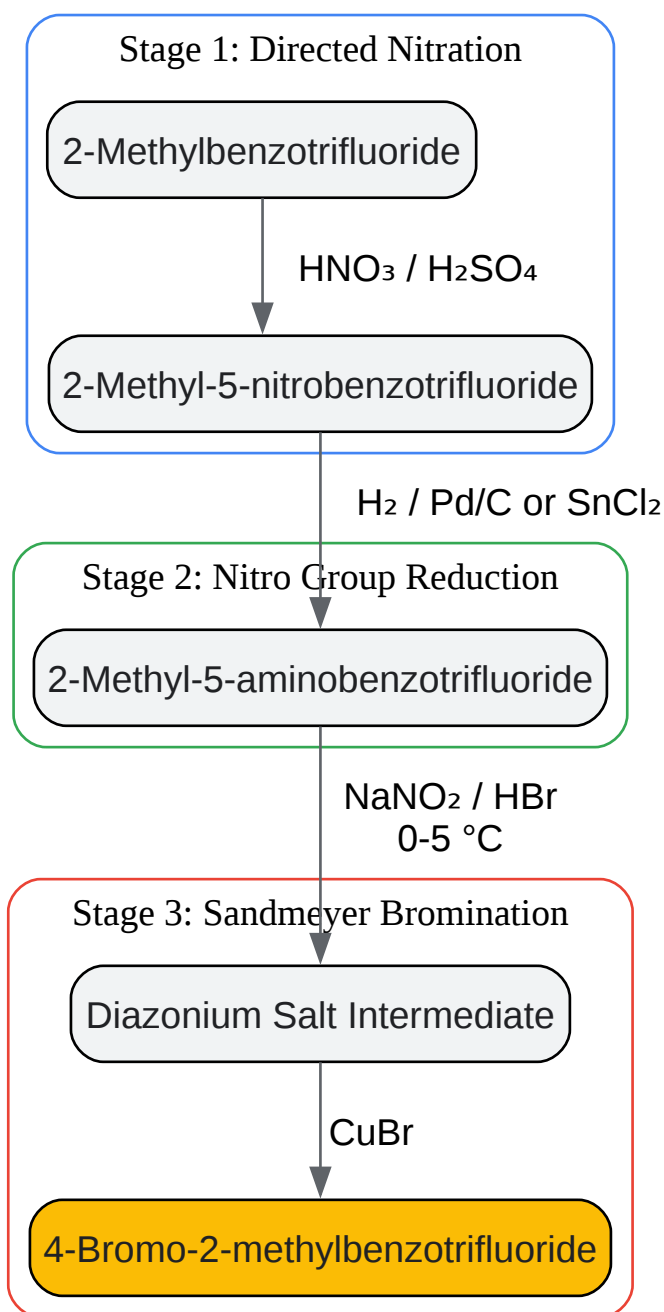 Stage 1: Directed Nitration
2-Methylbenzotrifluoride
HNO₃ / H₂SO₄
2-Methyl-5-nitrobenzotrifluoride
H₂ / Pd/C or SnCl₂
Stage 2: Nitro Group Reduction
2-Methyl-5-aminobenzotrifluoride
NaNO₂ / HBr
0-5 °C
Stage 3: Sandmeyer Bromination
Diazonium Salt Intermediate
CuBr
4-Bromo-2-methylbenzotrifluoride